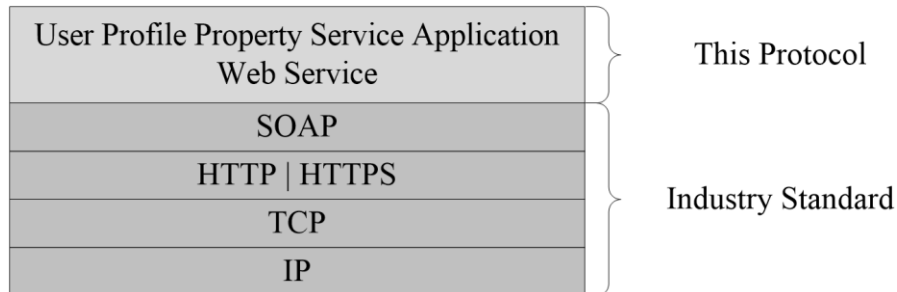 User Profile Property Service Application
Web Service
This Protocol
SOAP
HTTP | HTTPS
TCP
IP
Industry Standard